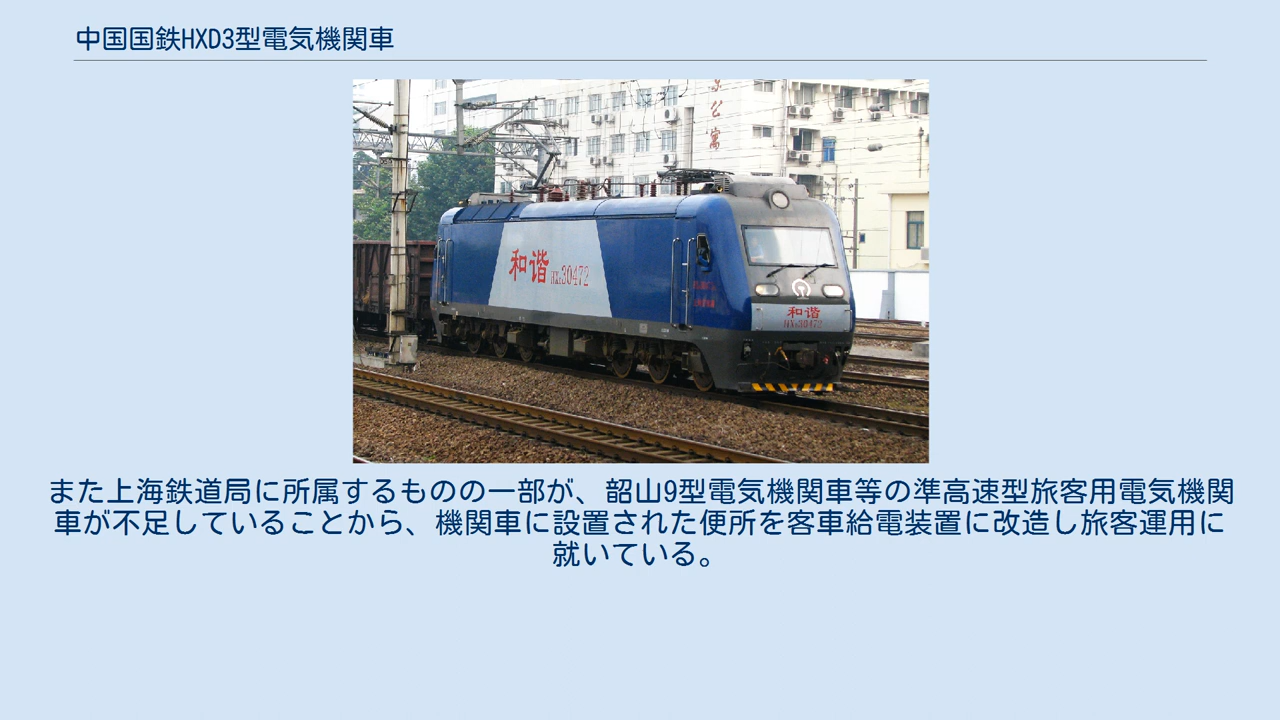 中国国鉄HXD3型電気機関車
公
寓
和谐 HXD30472
和谐
HXD30472
また上海鉄道局に所属するものの一部が、韶山9型電気機関車等の準高速型旅客用電気機関
車が不足していることから、機関車に設置された便所を客車給電装置に改造し旅客運用に
就いている。